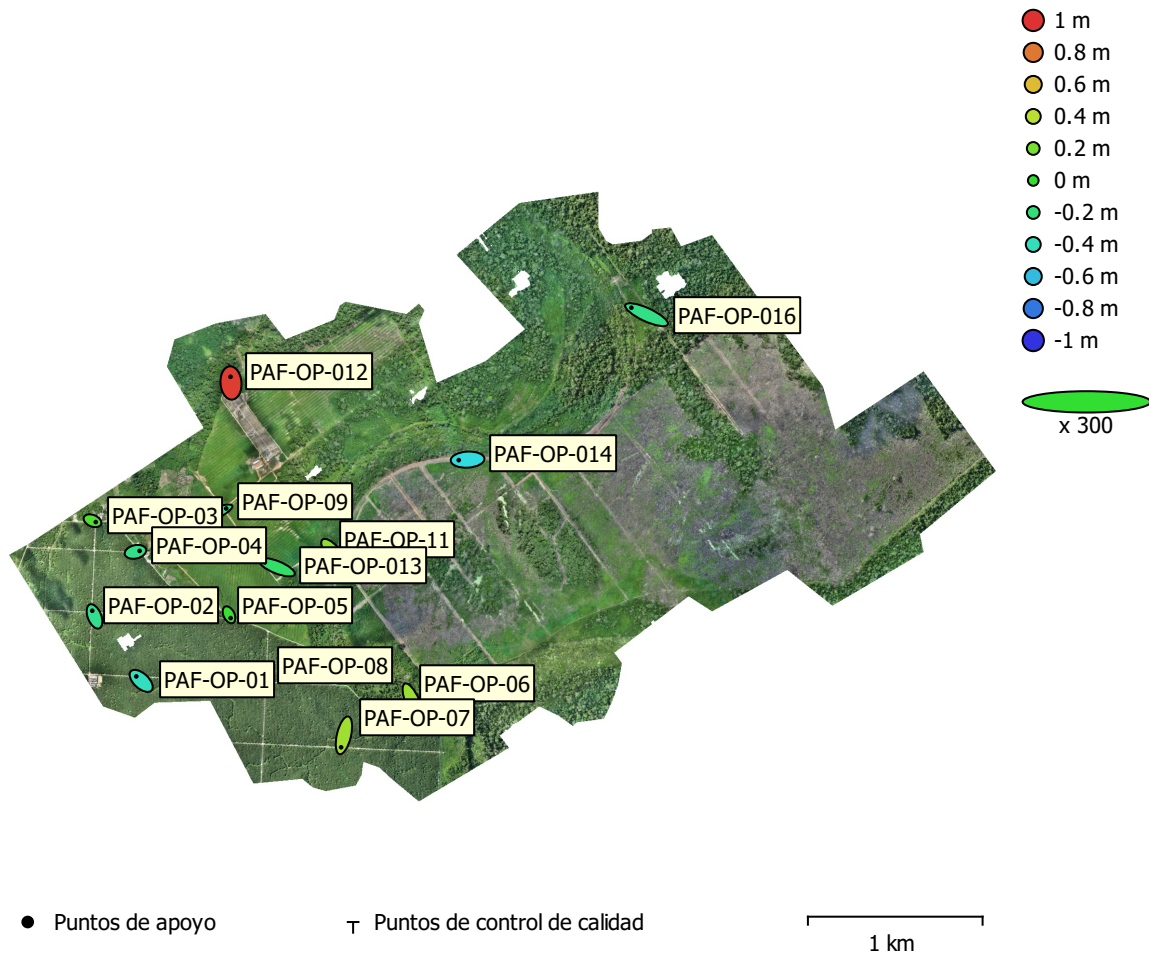 1 m
0.8 m
0.6 m
0.4 m
0.2 m
0 m
-0.2 m
-0.4 m
-0.6 m
-0.8 m
-1 m
x 300
PAF-OP-016
PAF-OP-012
PAF-OP-014
PAF-OP-09
PAF-OP-03
PAF-OP-11
PAF-OP-04
PAF-OP-013
PAF-OP-02
PAF-OP-05
PAF-OP-08
PAF-OP-01
PAF-OP-06
PAF-OP-07
Puntos de apoyo
Puntos de control de calidad
1 km